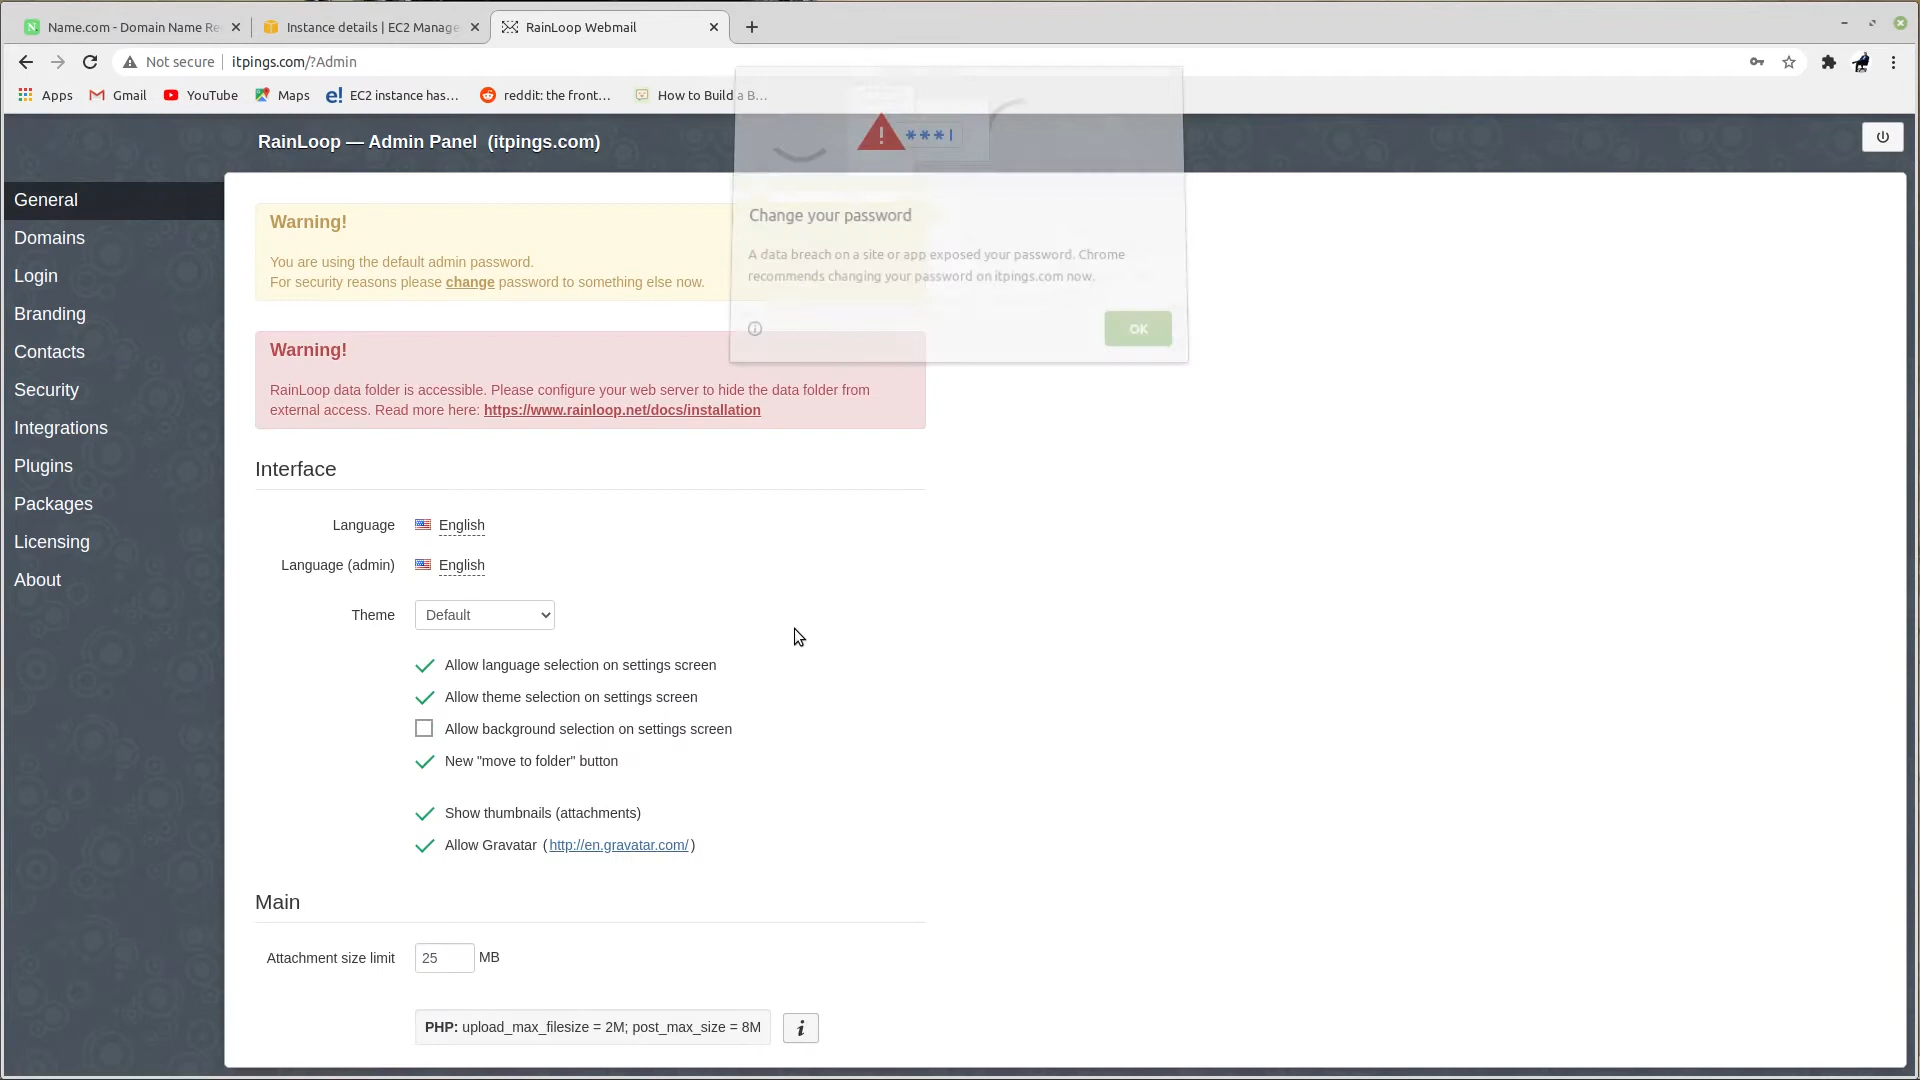 Name.com - Domain Name Re
Instance details | EC2 Manage
RainLoop Webmail
Not secure
itpings.com/?Admin
Apps
Gmail
YouTube
Maps
EC2 instance has...
reddit: the front...
How to Build a B...
RainLoop — Admin Panel (itpings.com)
General
Domains
Login
Branding
Contacts
Security
Integrations
Plugins
Packages
Licensing
About
***|
Change your password
A data breach on a site or app exposed your password. Chrome
recommends changing your password on itpings.com now.
OK
Warning!
You are using the default admin password.
For security reasons please change password to something else now.
Warning!
RainLoop data folder is accessible. Please configure your web server to hide the data folder from
external access. Read more here: https://www.rainloop.net/docs/installation
Interface
Language English
Language (admin) English
Theme Default
Allow language selection on settings screen
Allow theme selection on settings screen
Allow background selection on settings screen
New "move to folder" button
Show thumbnails (attachments)
Allow Gravatar (http://en.gravatar.com/)
Main
Attachment size limit 25 MB
PHP: upload_max_filesize = 2M; post_max_size = 8M
i